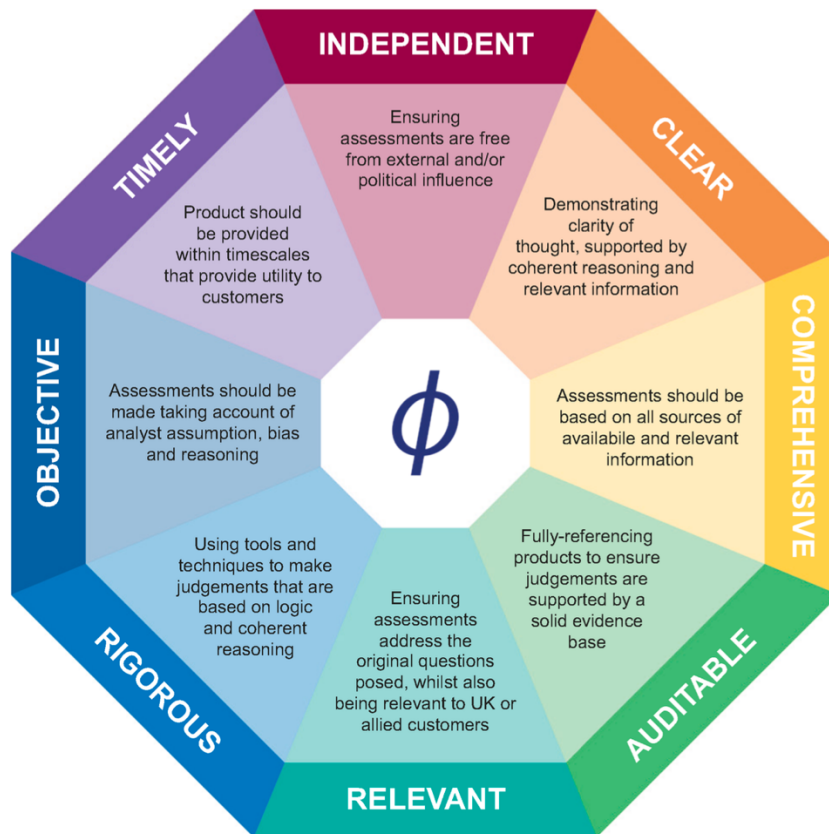 INDEPENDENT
Ensuring
assessments are free
from external and/or
political influence
CLEAR
Demonstrating
clarity of
thought, supported by
coherent reasoning and
relevant information
COMPREHENSIVE
Assessments should be
based on all sources of
availabile and relevant
information
AUDITABLE
Fully-referencing
products to ensure
judgements are
supported by a
solid evidence
base
RELEVANT
Ensuring
assessments
address the
original questions
posed, whilst also
being relevant to UK or
allied customers
RIGOROUS
Using tools and
techniques to make
judgements that are
based on logic
and coherent
reasoning
OBJECTIVE
Assessments should be
made taking account of
analyst assumption, bias
and reasoning
TIMELY
Product should
be provided
within timescales
that provide utility to
customers
ϕ